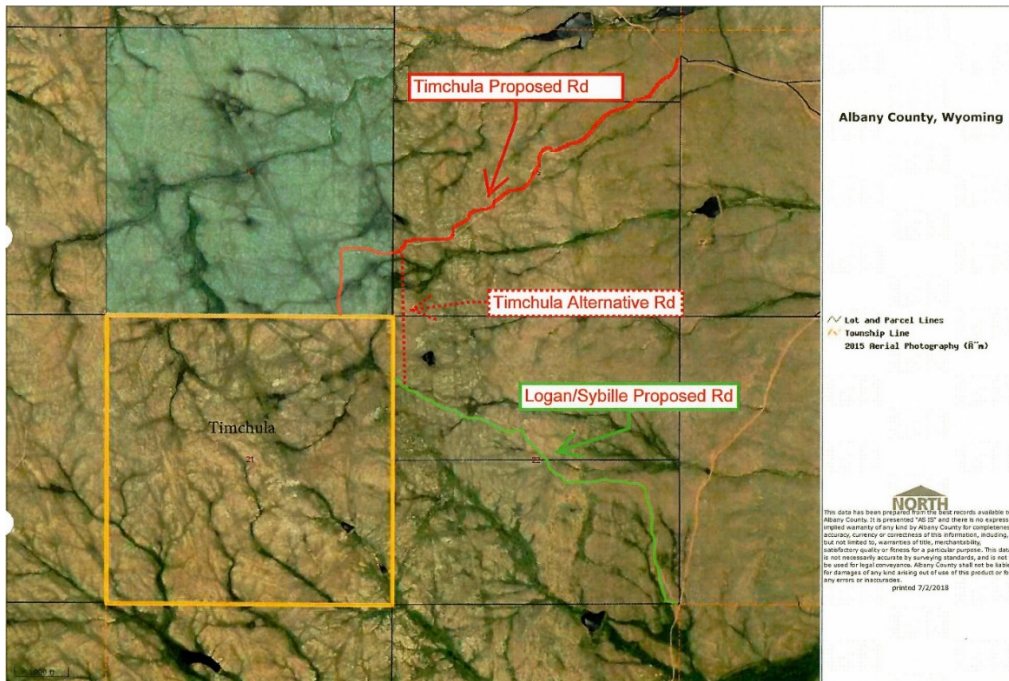 Timchula Proposed Rd
Albany County, Wyoming
Timchula Alternative Rd
Lot and Parcel Lines
Township Line
2015 Aerial Photography (Ä"m)
Logan/Sybille Proposed Rd
Timchula
21
NORTH
This data has been prepared from the best records available to
Albany County. It is presented "AS IS" and there is no express
implied warranty of any kind by Albany County for completeness
accuracy, currency or correctness of this information, including,
but not limited to, warranties of title, merchantability,
satisfactory quality or fitness for a particular purpose. This data
is not necessarily accurate by surveying standards, and is not
be used for legal conveyance. Albany County shall not be liable
for damages of any kind arising out of use of this product or fo
any errors or inaccuracies.
printed 7/2/2018